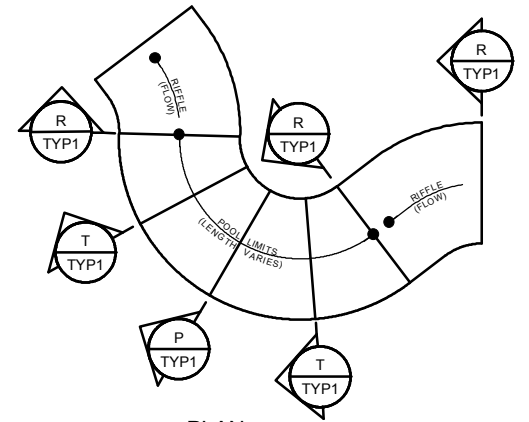 R
TYP1
RIFFLE
(FLOW)
R
TYP1
R
TYP1
RIFFLE
(FLOW)
T
TYP1
POOL LIMITS
(LENGTH VARIES)
P
TYP1
T
TYP1